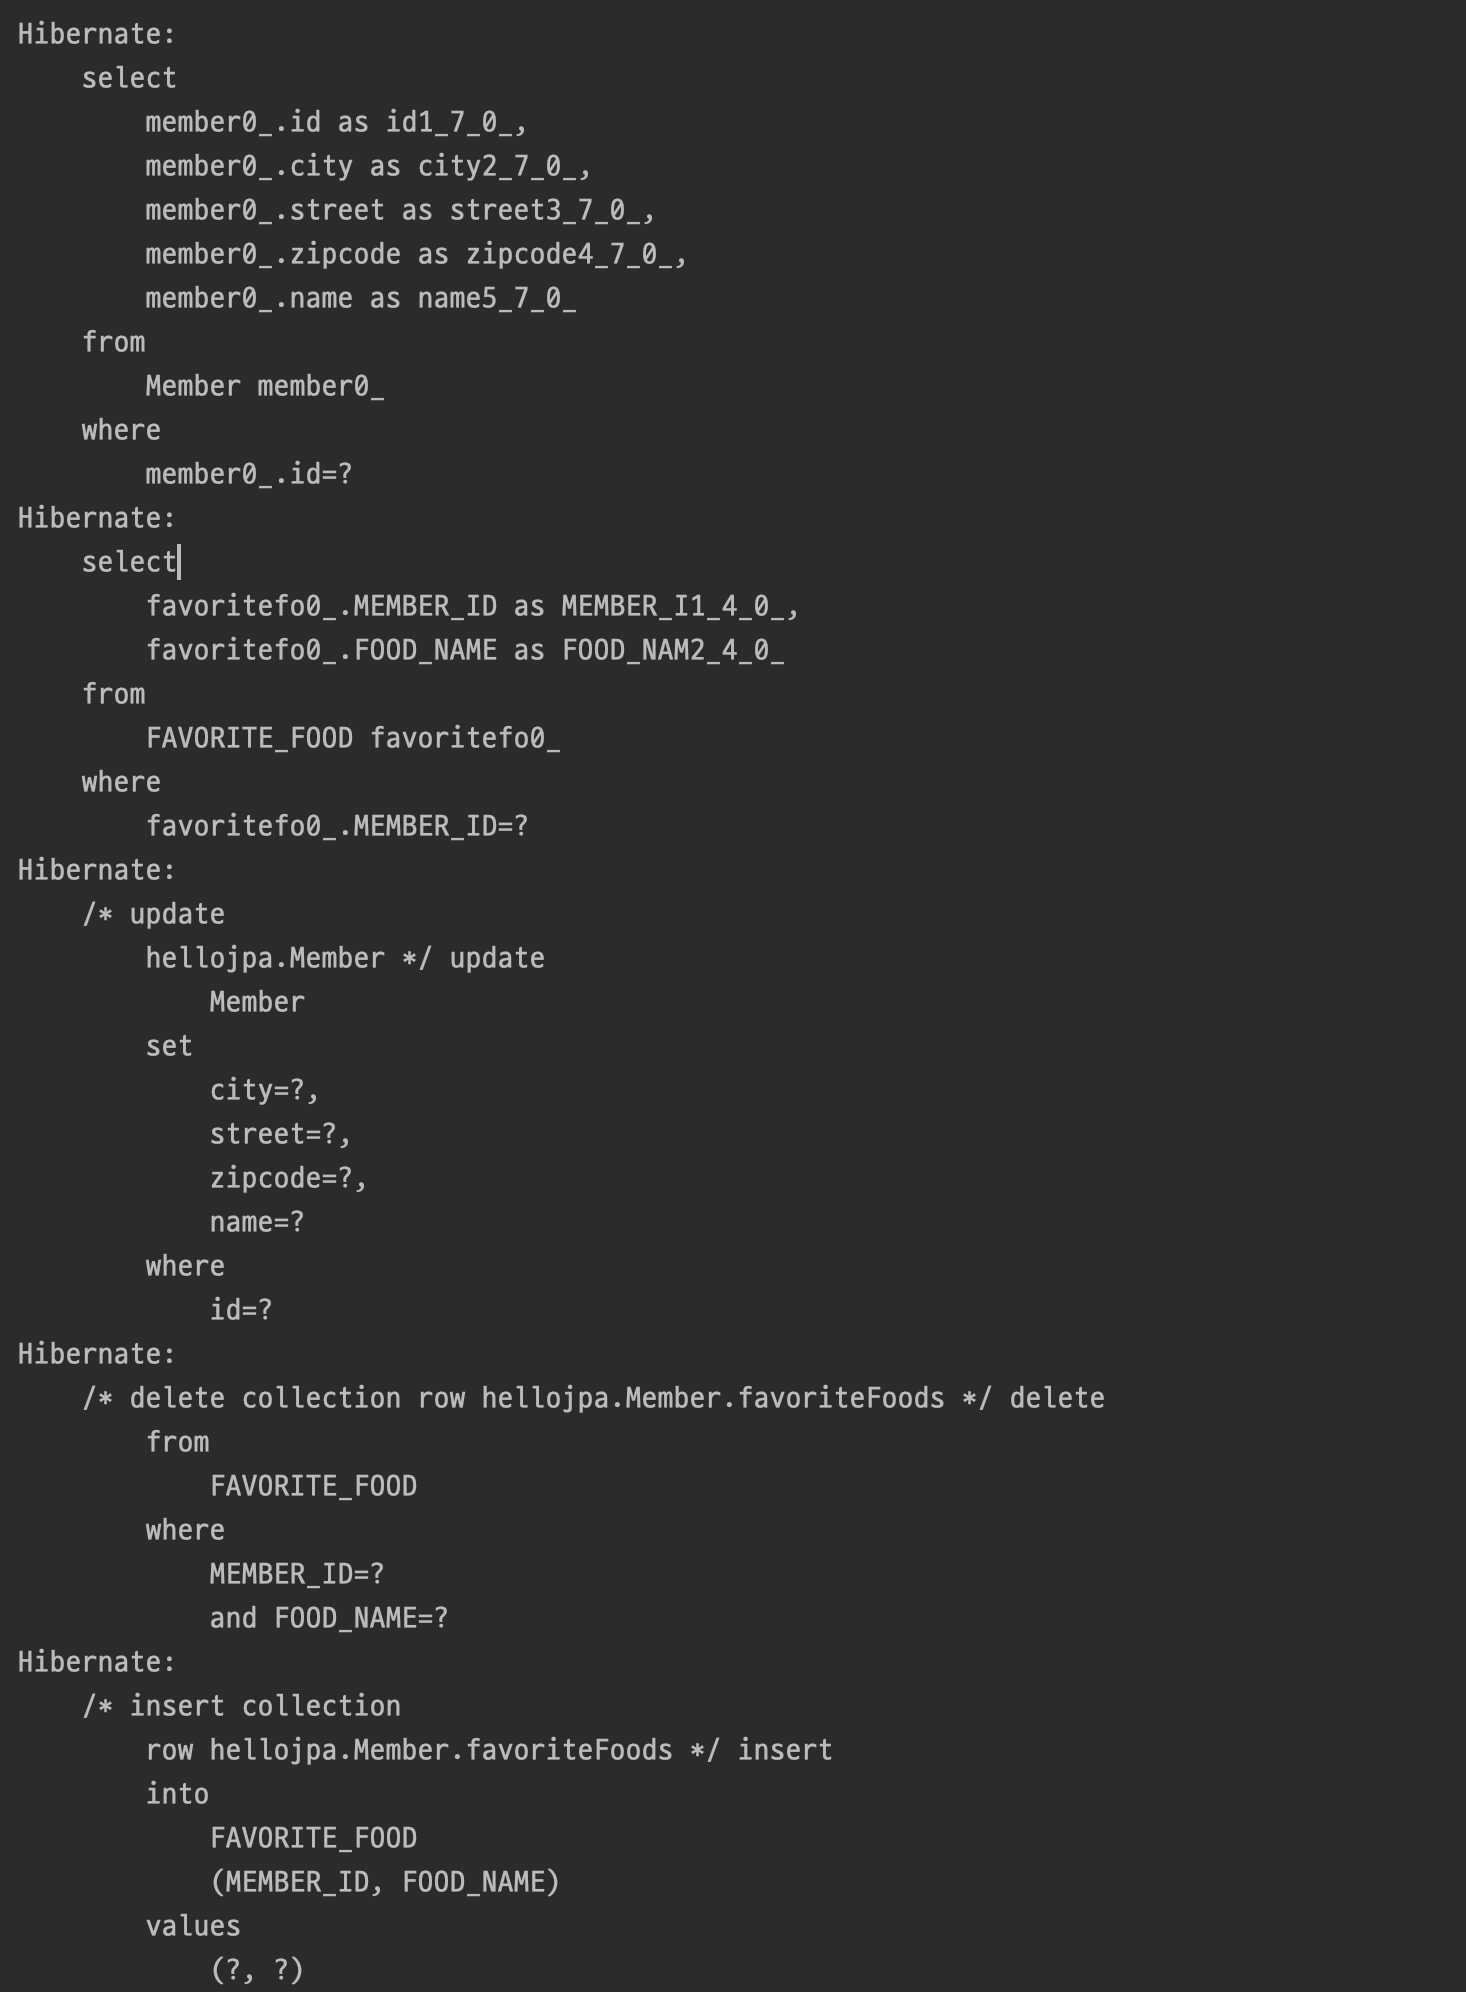 Hibernate:
    select
        member0_.id as id1_7_0_,
        member0_.city as city2_7_0_,
        member0_.street as street3_7_0_,
        member0_.zipcode as zipcode4_7_0_,
        member0_.name as name5_7_0_
    from
        Member member0_
    where
        member0_.id=?
Hibernate:
    select
        favoritefo0_.MEMBER_ID as MEMBER_I1_4_0_,
        favoritefo0_.FOOD_NAME as FOOD_NAM2_4_0_
    from
        FAVORITE_FOOD favoritefo0_
    where
        favoritefo0_.MEMBER_ID=?
Hibernate:
    /* update
        hellojpa.Member */ update
            Member
        set
            city=?,
            street=?,
            zipcode=?,
            name=?
        where
            id=?
Hibernate:
    /* delete collection row hellojpa.Member.favoriteFoods */ delete
        from
            FAVORITE_FOOD
        where
            MEMBER_ID=?
            and FOOD_NAME=?
Hibernate:
    /* insert collection
        row hellojpa.Member.favoriteFoods */ insert
        into
            FAVORITE_FOOD
            (MEMBER_ID, FOOD_NAME)
        values
            (?, ?)